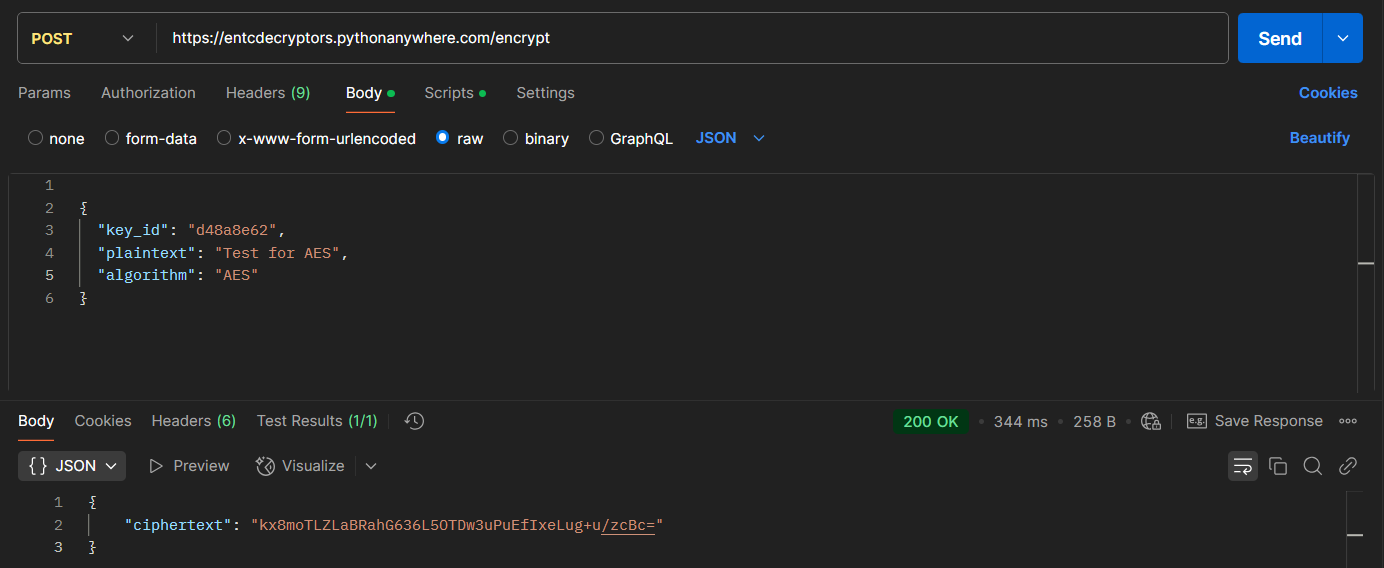 POST https://entcdecryptors.pythonanywhere.com/encrypt Send
Params Authorization Headers (9) Body Scripts Settings Cookies
none form-data x-www-form-urlencoded raw binary GraphQL JSON Beautify
1
2 {
3 "key_id": "d48a8e62",
4 "plaintext": "Test for AES",
5 "algorithm": "AES"
6 }
Body Cookies Headers (6) Test Results (1/1) 200 OK • 344 ms • 258 B • e.g. Save Response
{} JSON Preview Visualize
1 {
2 "ciphertext": "kx8moTLZLaBRahG636L5OTDw3uPuEfIxeLug+u/zcBc="
3 }